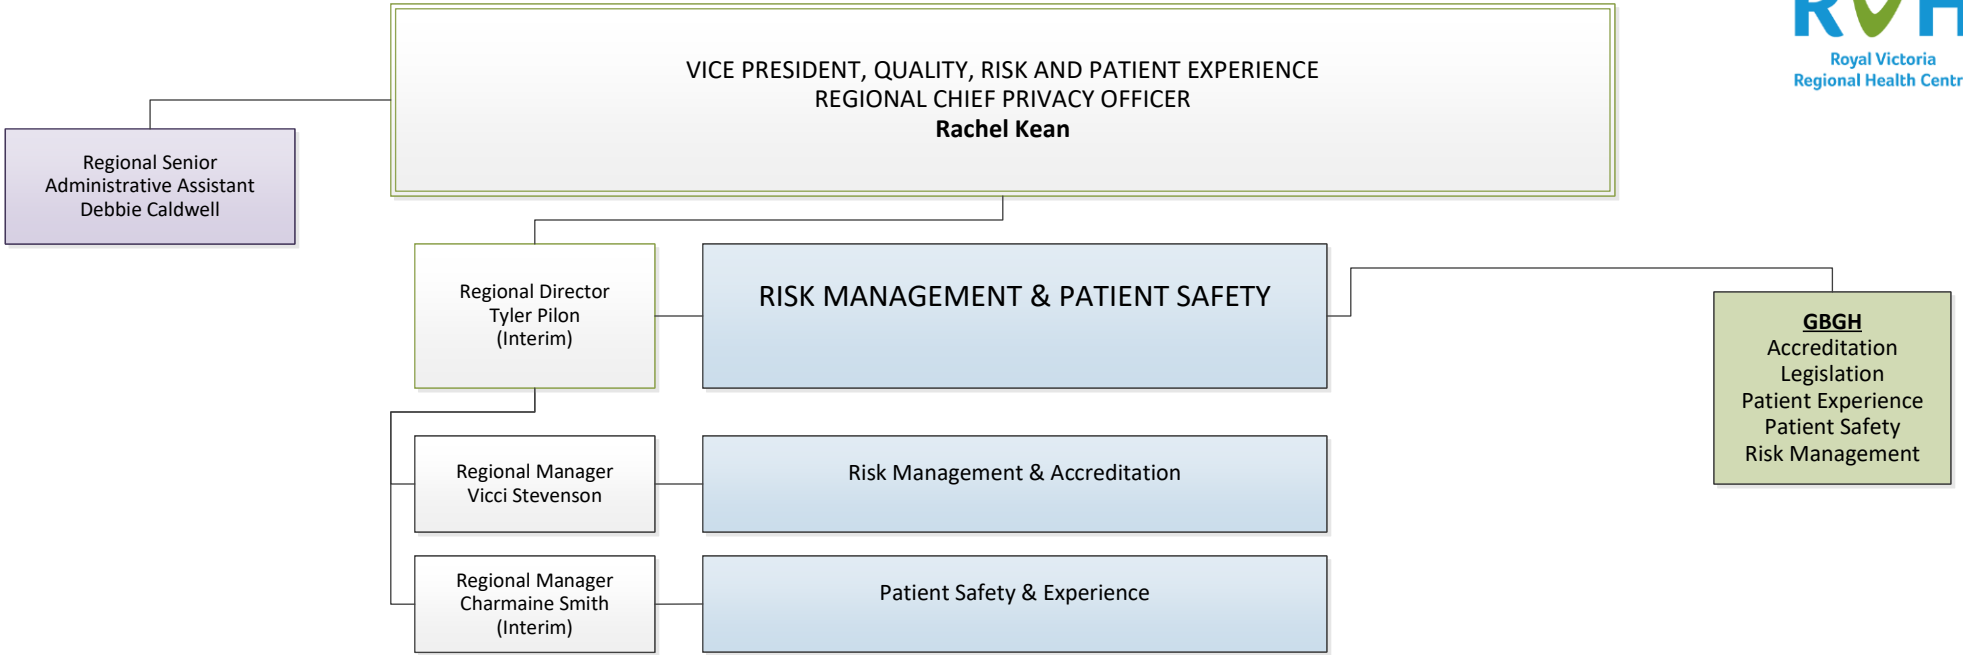 RVH
Royal Victoria
Regional Health Centr
VICE PRESIDENT, QUALITY, RISK AND PATIENT EXPERIENCE
REGIONAL CHIEF PRIVACY OFFICER
Rachel Kean
Regional Senior
Administrative Assistant
Debbie Caldwell
Regional Director
Tyler Pilon
(Interim)
RISK MANAGEMENT & PATIENT SAFETY
GBGH
Accreditation
Legislation
Patient Experience
Patient Safety
Risk Management
Regional Manager
Vicci Stevenson
Risk Management & Accreditation
Regional Manager
Charmaine Smith
(Interim)
Patient Safety & Experience